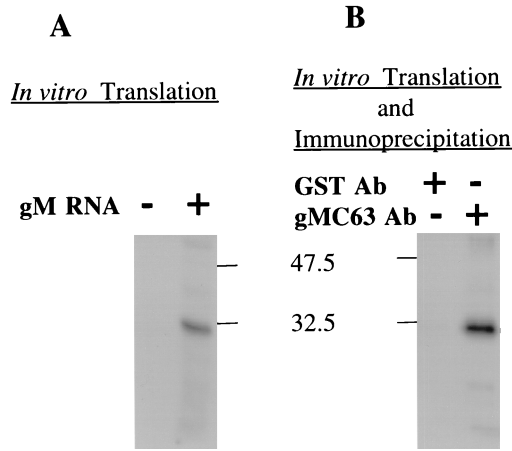 A
In vitro Translation
gM RNA - +
B
In vitro Translation
and
Immunoprecipitation
GST Ab + -
gMC63 Ab - +
47.5
32.5